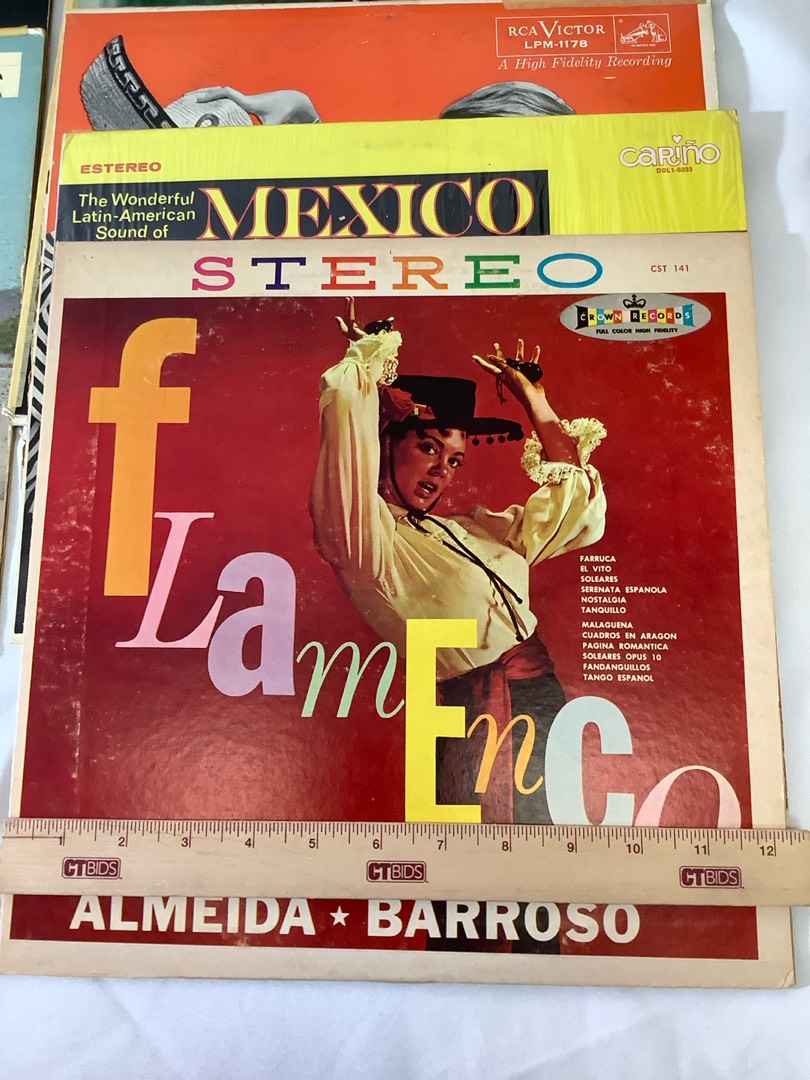 RCA VICTOR
LPM-1178
A High Fidelity Recording
ESTEREO
cariño
DBL1-5033
The Wonderful
Latin-American
Sound of
MEXICO
STEREO
CST 141
CROWN RECORDS
FULL COLOR HIGH FIDELITY
FARRUCA
EL VITO
SOLEARES
SERENATA ESPANOLA
NOSTALGIA
TANQUILLO
MALAGUENA
CUADROS EN ARAGON
PAGINA ROMANTICA
SOLEARES OPUS 10
FANDANGUILLOS
TANGO ESPANOL
fLamEnco
1 2 3 4 5 6 7 8 9 10 11 12
CTBIDS CTBIDS CTBIDS
ALMEIDA ★ BARROSO